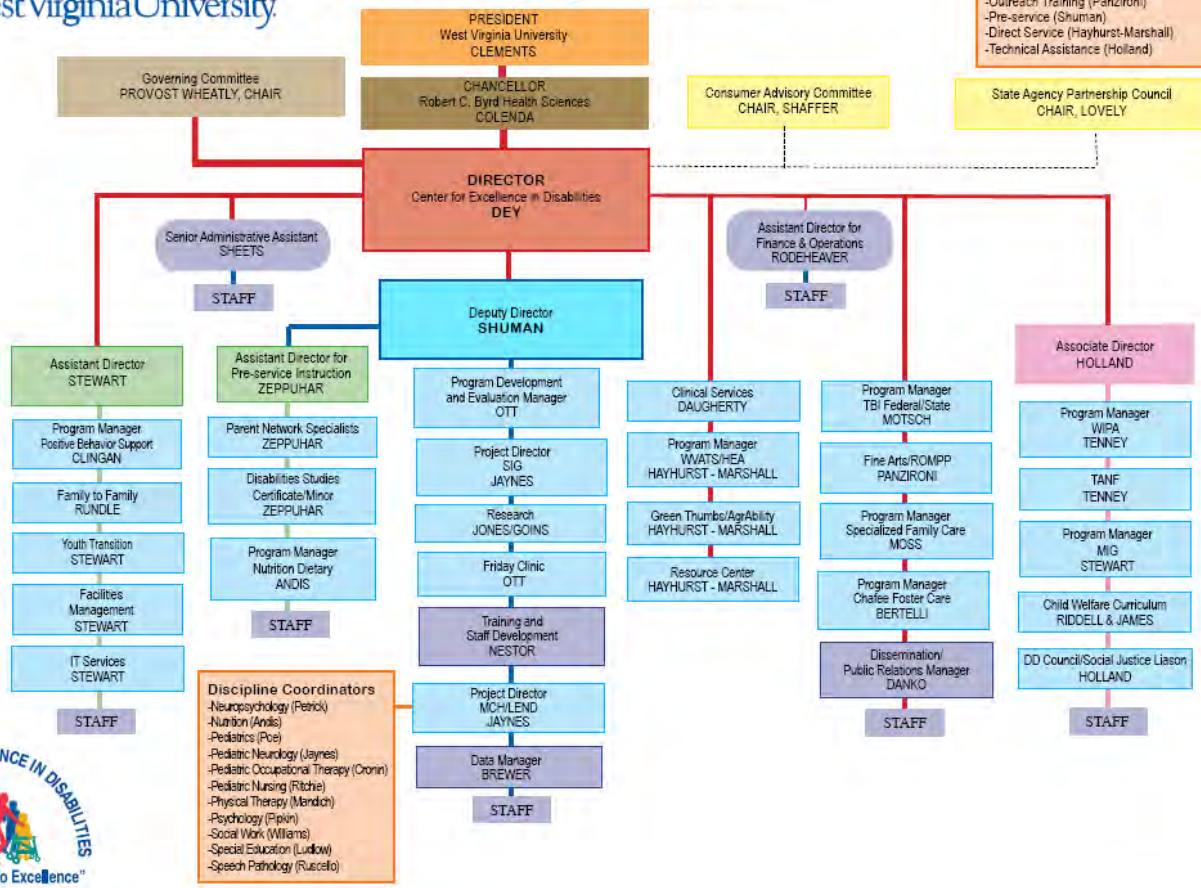 West Virginia University.
PRESIDENT
West Virginia University
CLEMENTS
-Outreach Training (Panzironi)
-Pre-service (Shuman)
-Direct Service (Hayhurst-Marshall)
-Technical Assistance (Holland)
Governing Committee
PROVOST WHEATLY, CHAIR
CHANCELLOR
Robert C. Byrd Health Sciences
COLENDA
Consumer Advisory Committee
CHAIR, SHAFFER
State Agency Partnership Council
CHAIR, LOVELY
DIRECTOR
Center for Excellence in Disabilities
DEY
Senior Administrative Assistant
SHEETS
STAFF
Assistant Director for
Finance & Operations
RODEHEAVER
STAFF
Deputy Director
SHUMAN
Assistant Director
STEWART
Program Manager
Positive Behavior Support
CLINGAN
Family to Family
RUNDLE
Youth Transition
STEWART
Facilities
Management
STEWART
IT Services
STEWART
STAFF
Assistant Director for
Pre-service Instruction
ZEPPUHAR
Parent Network Specialists
ZEPPUHAR
Disabilities Studies
Certificate/Minor
ZEPPUHAR
Program Manager
Nutrition Dietary
ANDIS
STAFF
Program Development
and Evaluation Manager
OTT
Project Director
SIG
JAYNES
Research
JONES/GOINS
Friday Clinic
OTT
Training and
Staff Development
NESTOR
Project Director
MCH/LEND
JAYNES
Data Manager
BREWER
STAFF
Discipline Coordinators
-Neuropsychology (Petrick)
-Nutrition (Andis)
-Pediatrics (Poe)
-Pediatric Neurology (Jaynes)
-Pediatric Occupational Therapy (Cronin)
-Pediatric Nursing (Ritchie)
-Physical Therapy (Mandich)
-Psychology (Pipkin)
-Social Work (Williams)
-Special Education (Ludlow)
-Speech Pathology (Ruscello)
Clinical Services
DAUGHERTY
Program Manager
WVATS/HEA
HAYHURST - MARSHALL
Green Thumbs/AgrAbility
HAYHURST - MARSHALL
Resource Center
HAYHURST - MARSHALL
Program Manager
TBI Federal/State
MOTSCH
Fine Arts/ROMPP
PANZIRONI
Program Manager
Specialized Family Care
MOSS
Program Manager
Chafee Foster Care
BERTELLI
Dissemination/
Public Relations Manager
DANKO
STAFF
Associate Director
HOLLAND
Program Manager
WIPA
TENNEY
TANF
TENNEY
Program Manager
MIG
STEWART
Child Welfare Curriculum
RIDDELL & JAMES
DD Council/Social Justice Liason
HOLLAND
STAFF
NCE IN DISABILITIES
o Excellence"